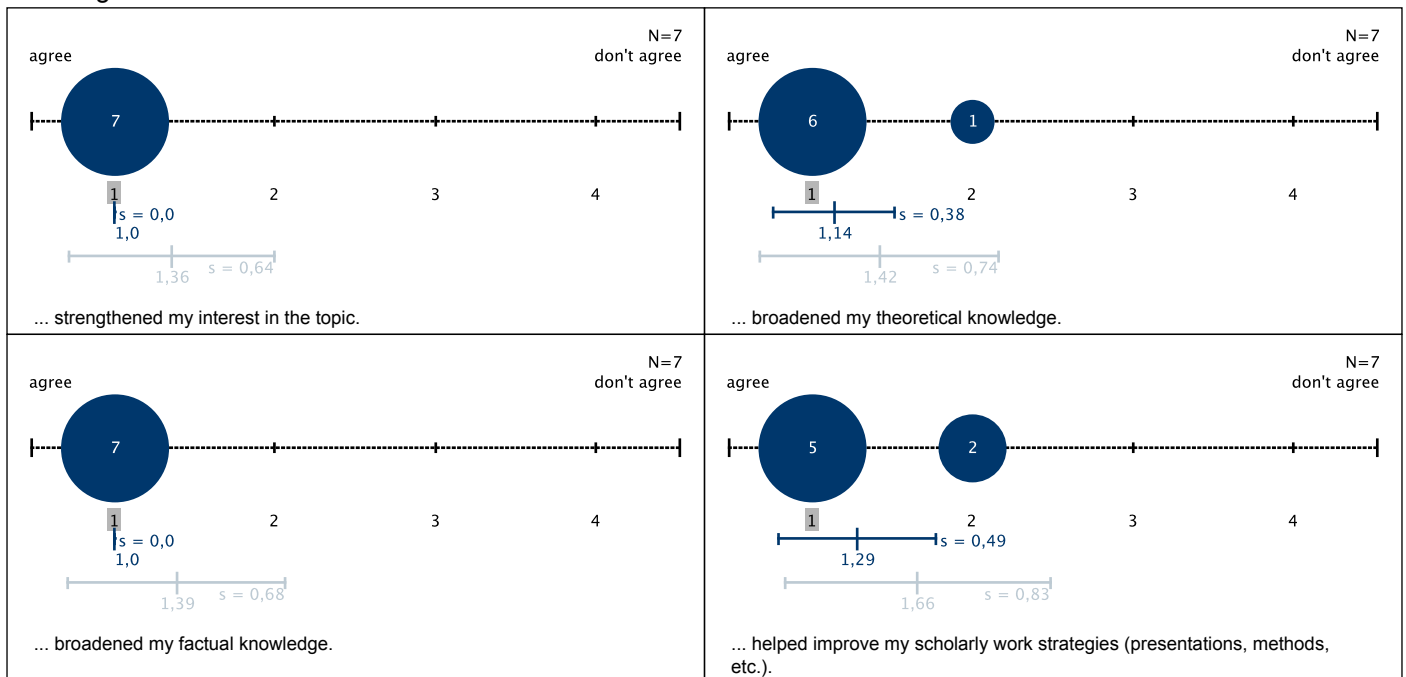 N=7
agree
don't agree
7
1
2
3
4
s = 0,0
1,0
s = 0,64
1,36
... strengthened my interest in the topic.
N=7
agree
don't agree
6
1
1
2
3
4
s = 0,38
1,14
s = 0,74
1,42
... broadened my theoretical knowledge.
N=7
agree
don't agree
7
1
2
3
4
s = 0,0
1,0
s = 0,68
1,39
... broadened my factual knowledge.
N=7
agree
don't agree
5
2
1
2
3
4
s = 0,49
1,29
s = 0,83
1,66
... helped improve my scholarly work strategies (presentations, methods,
etc.).